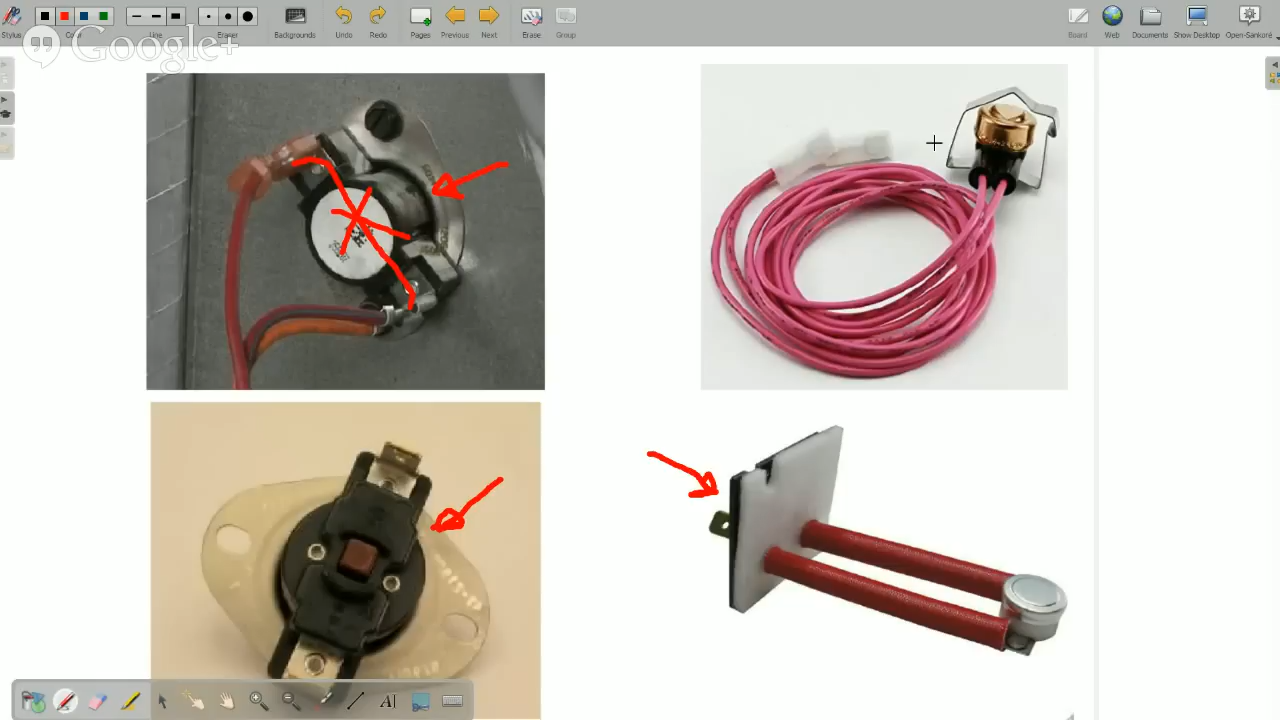 Stylus
Color
Line
Eraser
Backgrounds
Undo
Redo
Pages
Previous
Next
Erase
Group
Board
Web
Documents
Show Desktop
Open-Sankoré
Google+